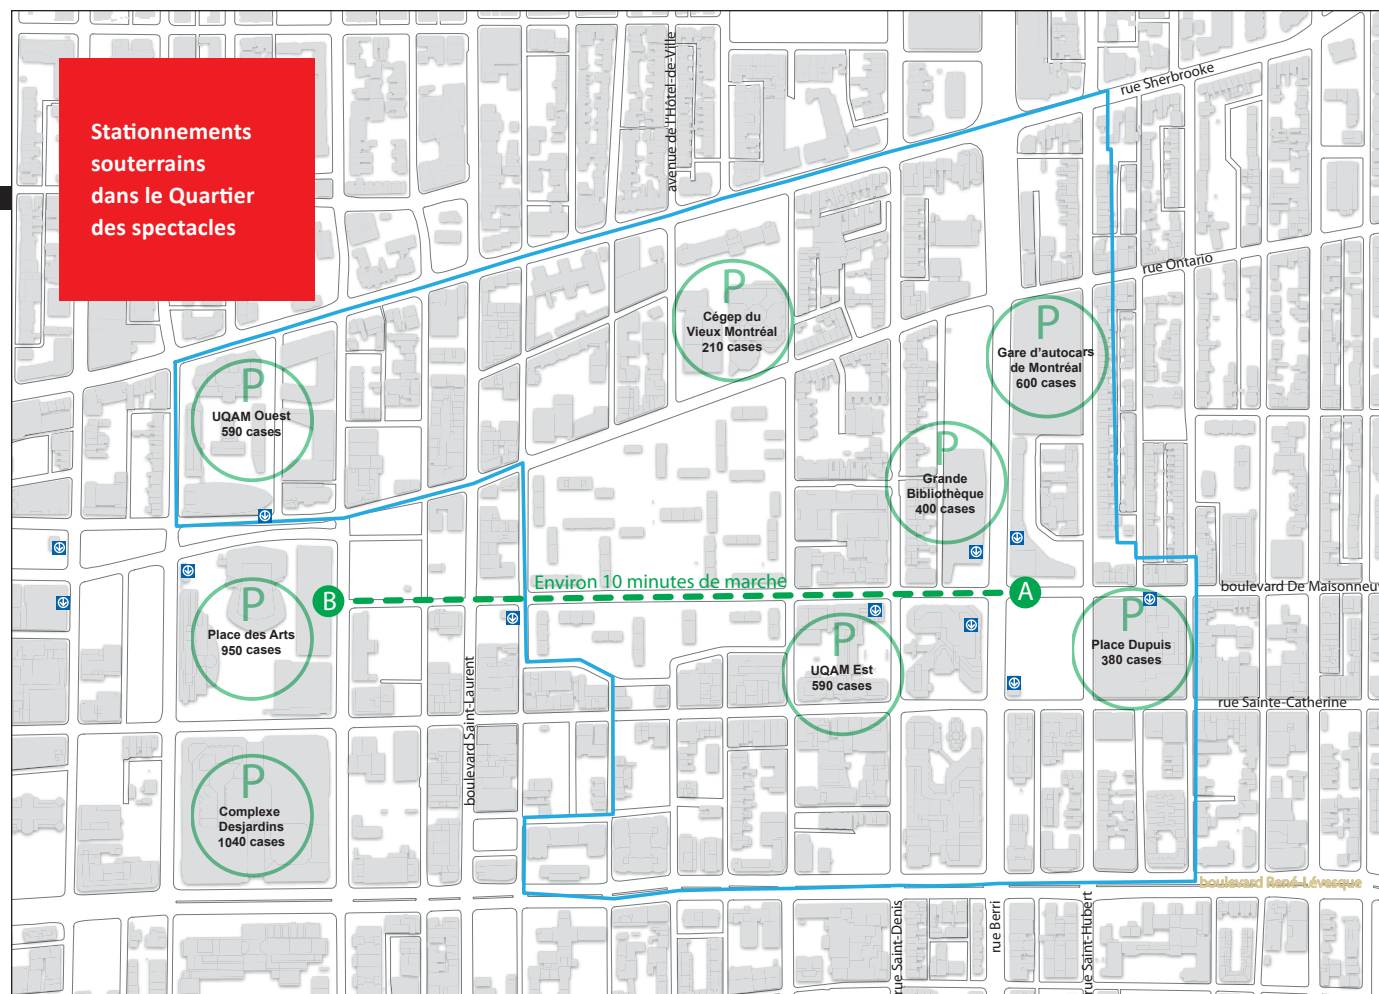 Stationnements
souterrains
dans le Quartier
des spectacles
avenue de l'Hôtel-de-Ville
rue Sherbrooke
rue Ontario
P
Cégep du
Vieux Montréal
210 cases
P
Gare d'autocars
de Montréal
600 cases
P
UQAM Ouest
590 cases
P
Grande
Bibliothèque
400 cases
Environ 10 minutes de marche
B
A
boulevard De Maisonneuve
P
Place des Arts
950 cases
P
UQAM Est
590 cases
P
Place Dupuis
380 cases
rue Sainte-Catherine
boulevard Saint-Laurent
P
Complexe
Desjardins
1040 cases
boulevard René-Lévesque
rue Saint-Denis
rue Berri
rue Saint-Hubert